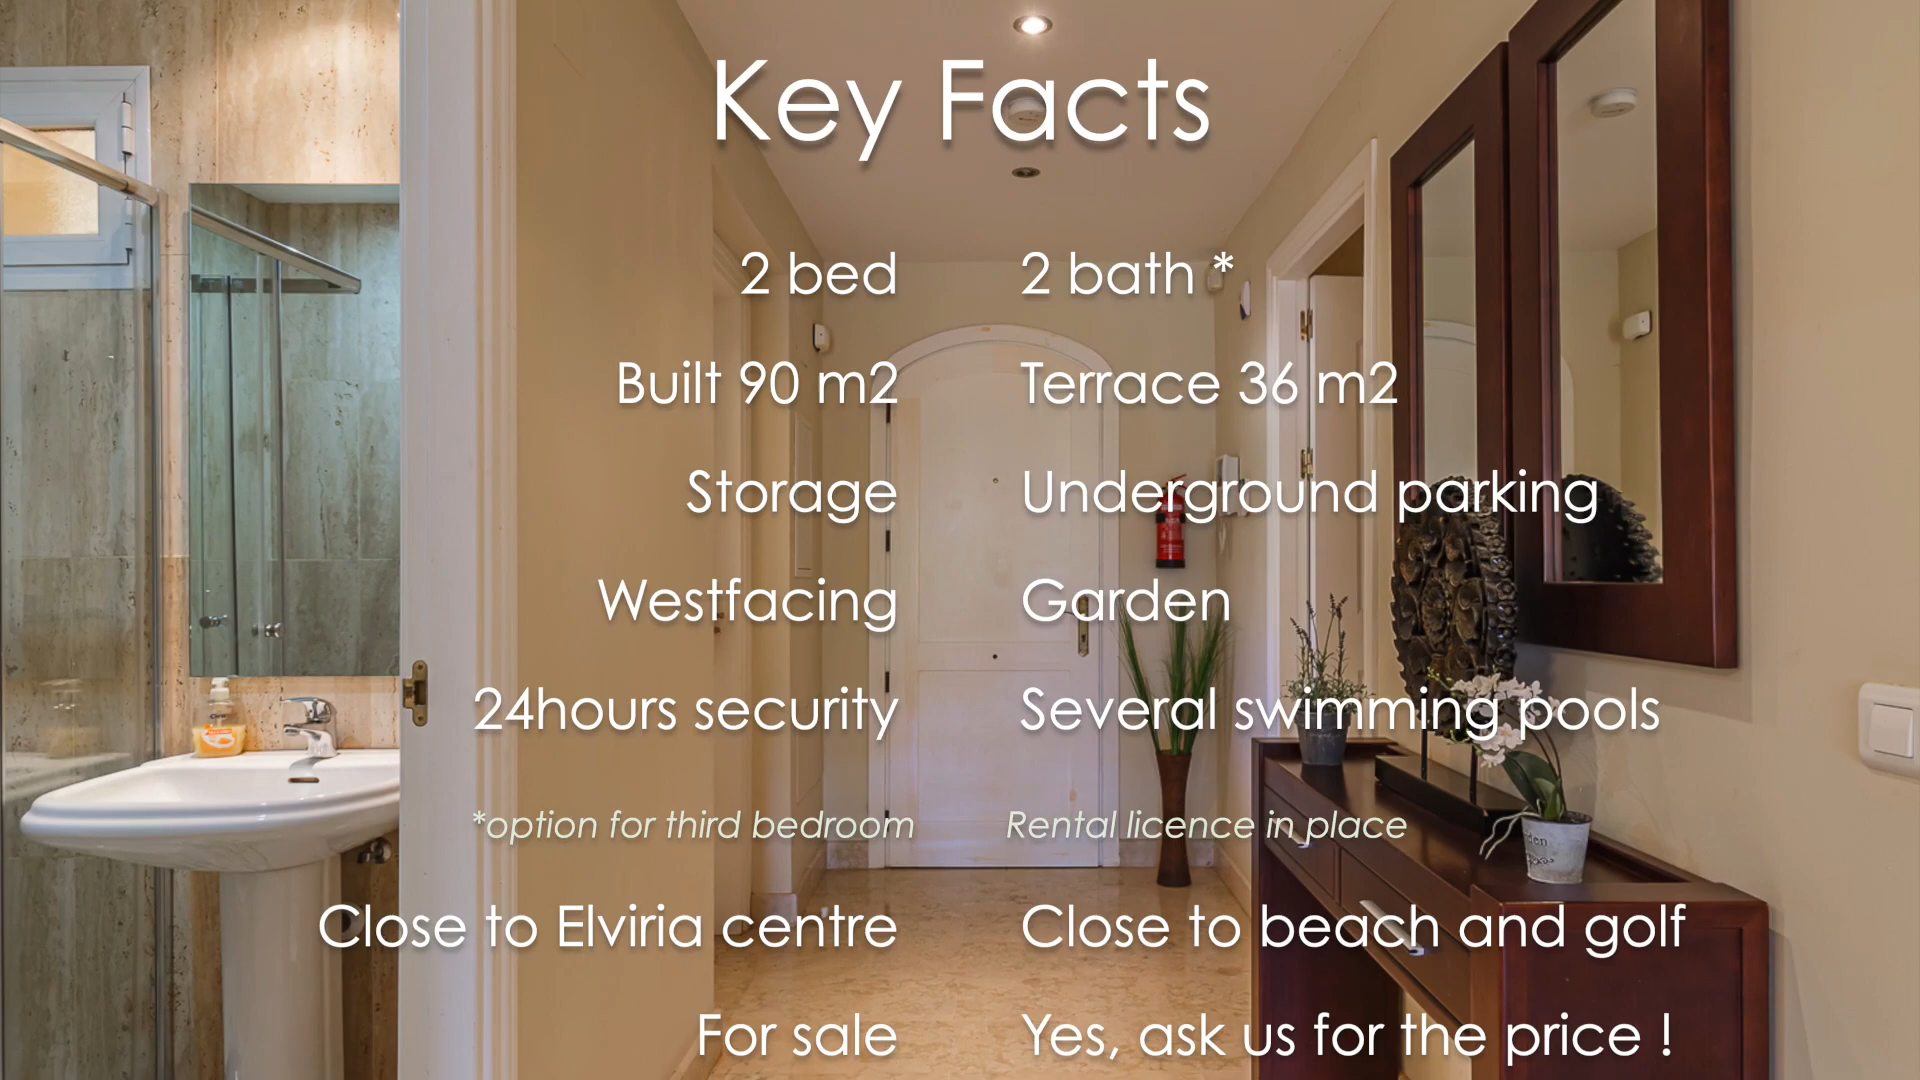 Key Facts
2 bed 2 bath *
Built 90 m2 Terrace 36 m2
Storage Underground parking
Westfacing Garden
24hours security Several swimming pools
*option for third bedroom Rental licence in place
Close to Elviria centre Close to beach and golf
For sale Yes, ask us for the price !